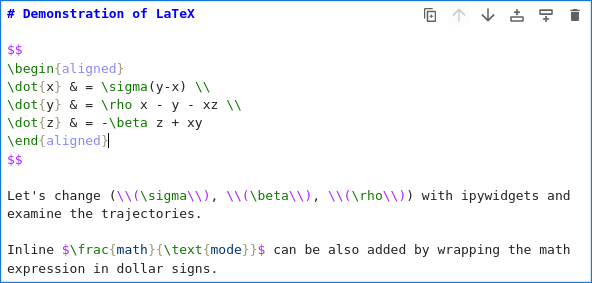 # Demonstration of LaTeX
$$
\begin{aligned}
\dot{x} & = \sigma(y-x) \\
\dot{y} & = \rho x - y - xz \\
\dot{z} & = -\beta z + xy
\end{aligned}
$$
Let's change (\\(\sigma\\), \\(\beta\\), \\(\rho\\)) with ipywidgets and
examine the trajectories.
Inline $\frac{math}{\text{mode}}$ can be also added by wrapping the math
expression in dollar signs.